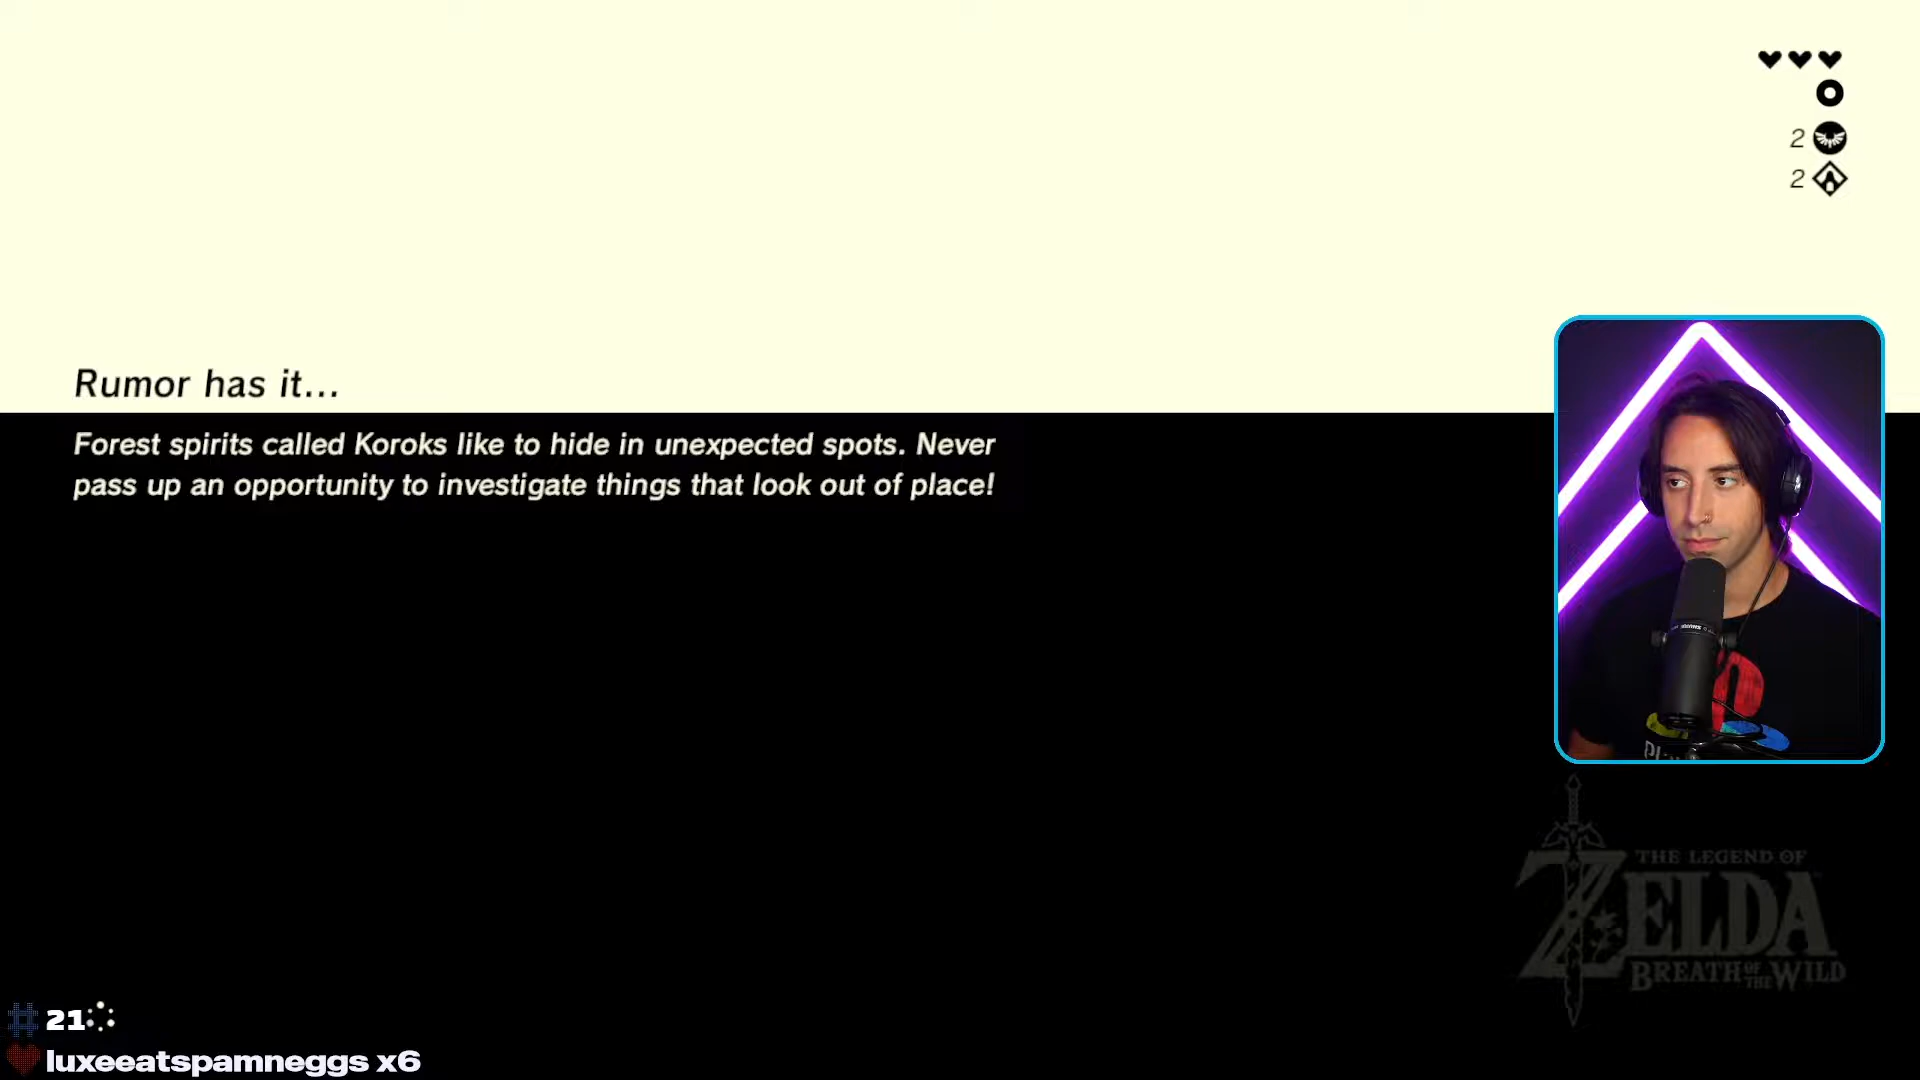 2
2
Rumor has it...
Forest spirits called Koroks like to hide in unexpected spots. Never
pass up an opportunity to investigate things that look out of place!
SHURE
THE LEGEND OF
ZELDA
BREATH OF THE WILD
# 21
luxeeatspamneggs x6